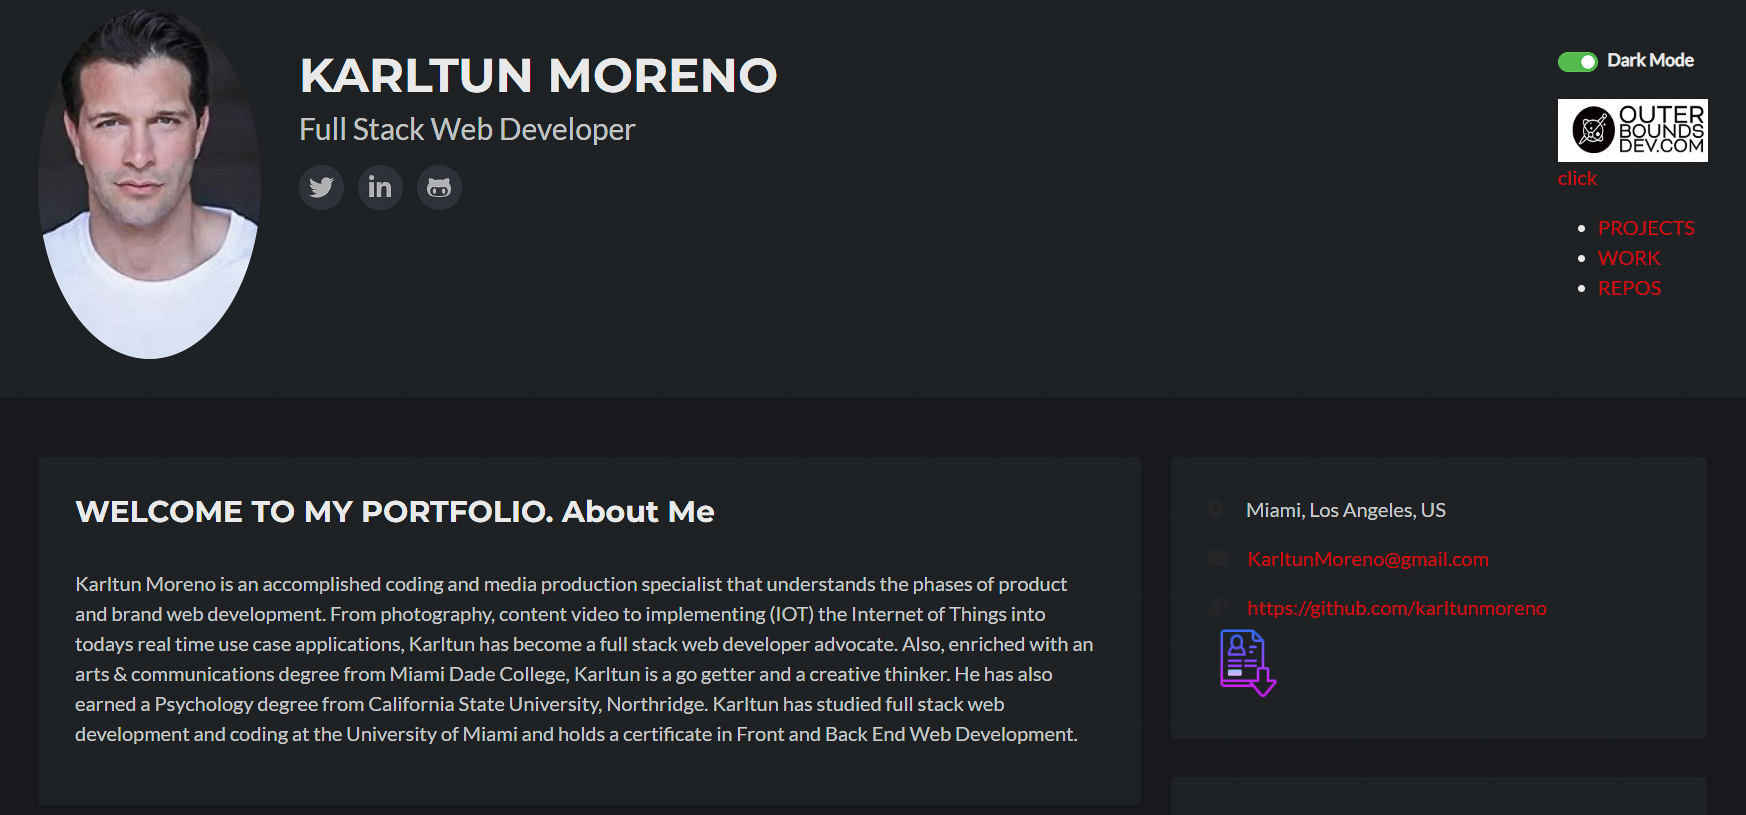 KARLTUN MORENO
Full Stack Web Developer
in
Dark Mode
OUTER
BOUNDS
DEV.COM
click
PROJECTS
WORK
REPOS
WELCOME TO MY PORTFOLIO. About Me
Karltun Moreno is an accomplished coding and media production specialist that understands the phases of product
and brand web development. From photography, content video to implementing (IOT) the Internet of Things into
todays real time use case applications, Karltun has become a full stack web developer advocate. Also, enriched with an
arts & communications degree from Miami Dade College, Karltun is a go getter and a creative thinker. He has also
earned a Psychology degree from California State University, Northridge. Karltun has studied full stack web
development and coding at the University of Miami and holds a certificate in Front and Back End Web Development.
Miami, Los Angeles, US
KarltunMoreno@gmail.com
https://github.com/karltunmoreno